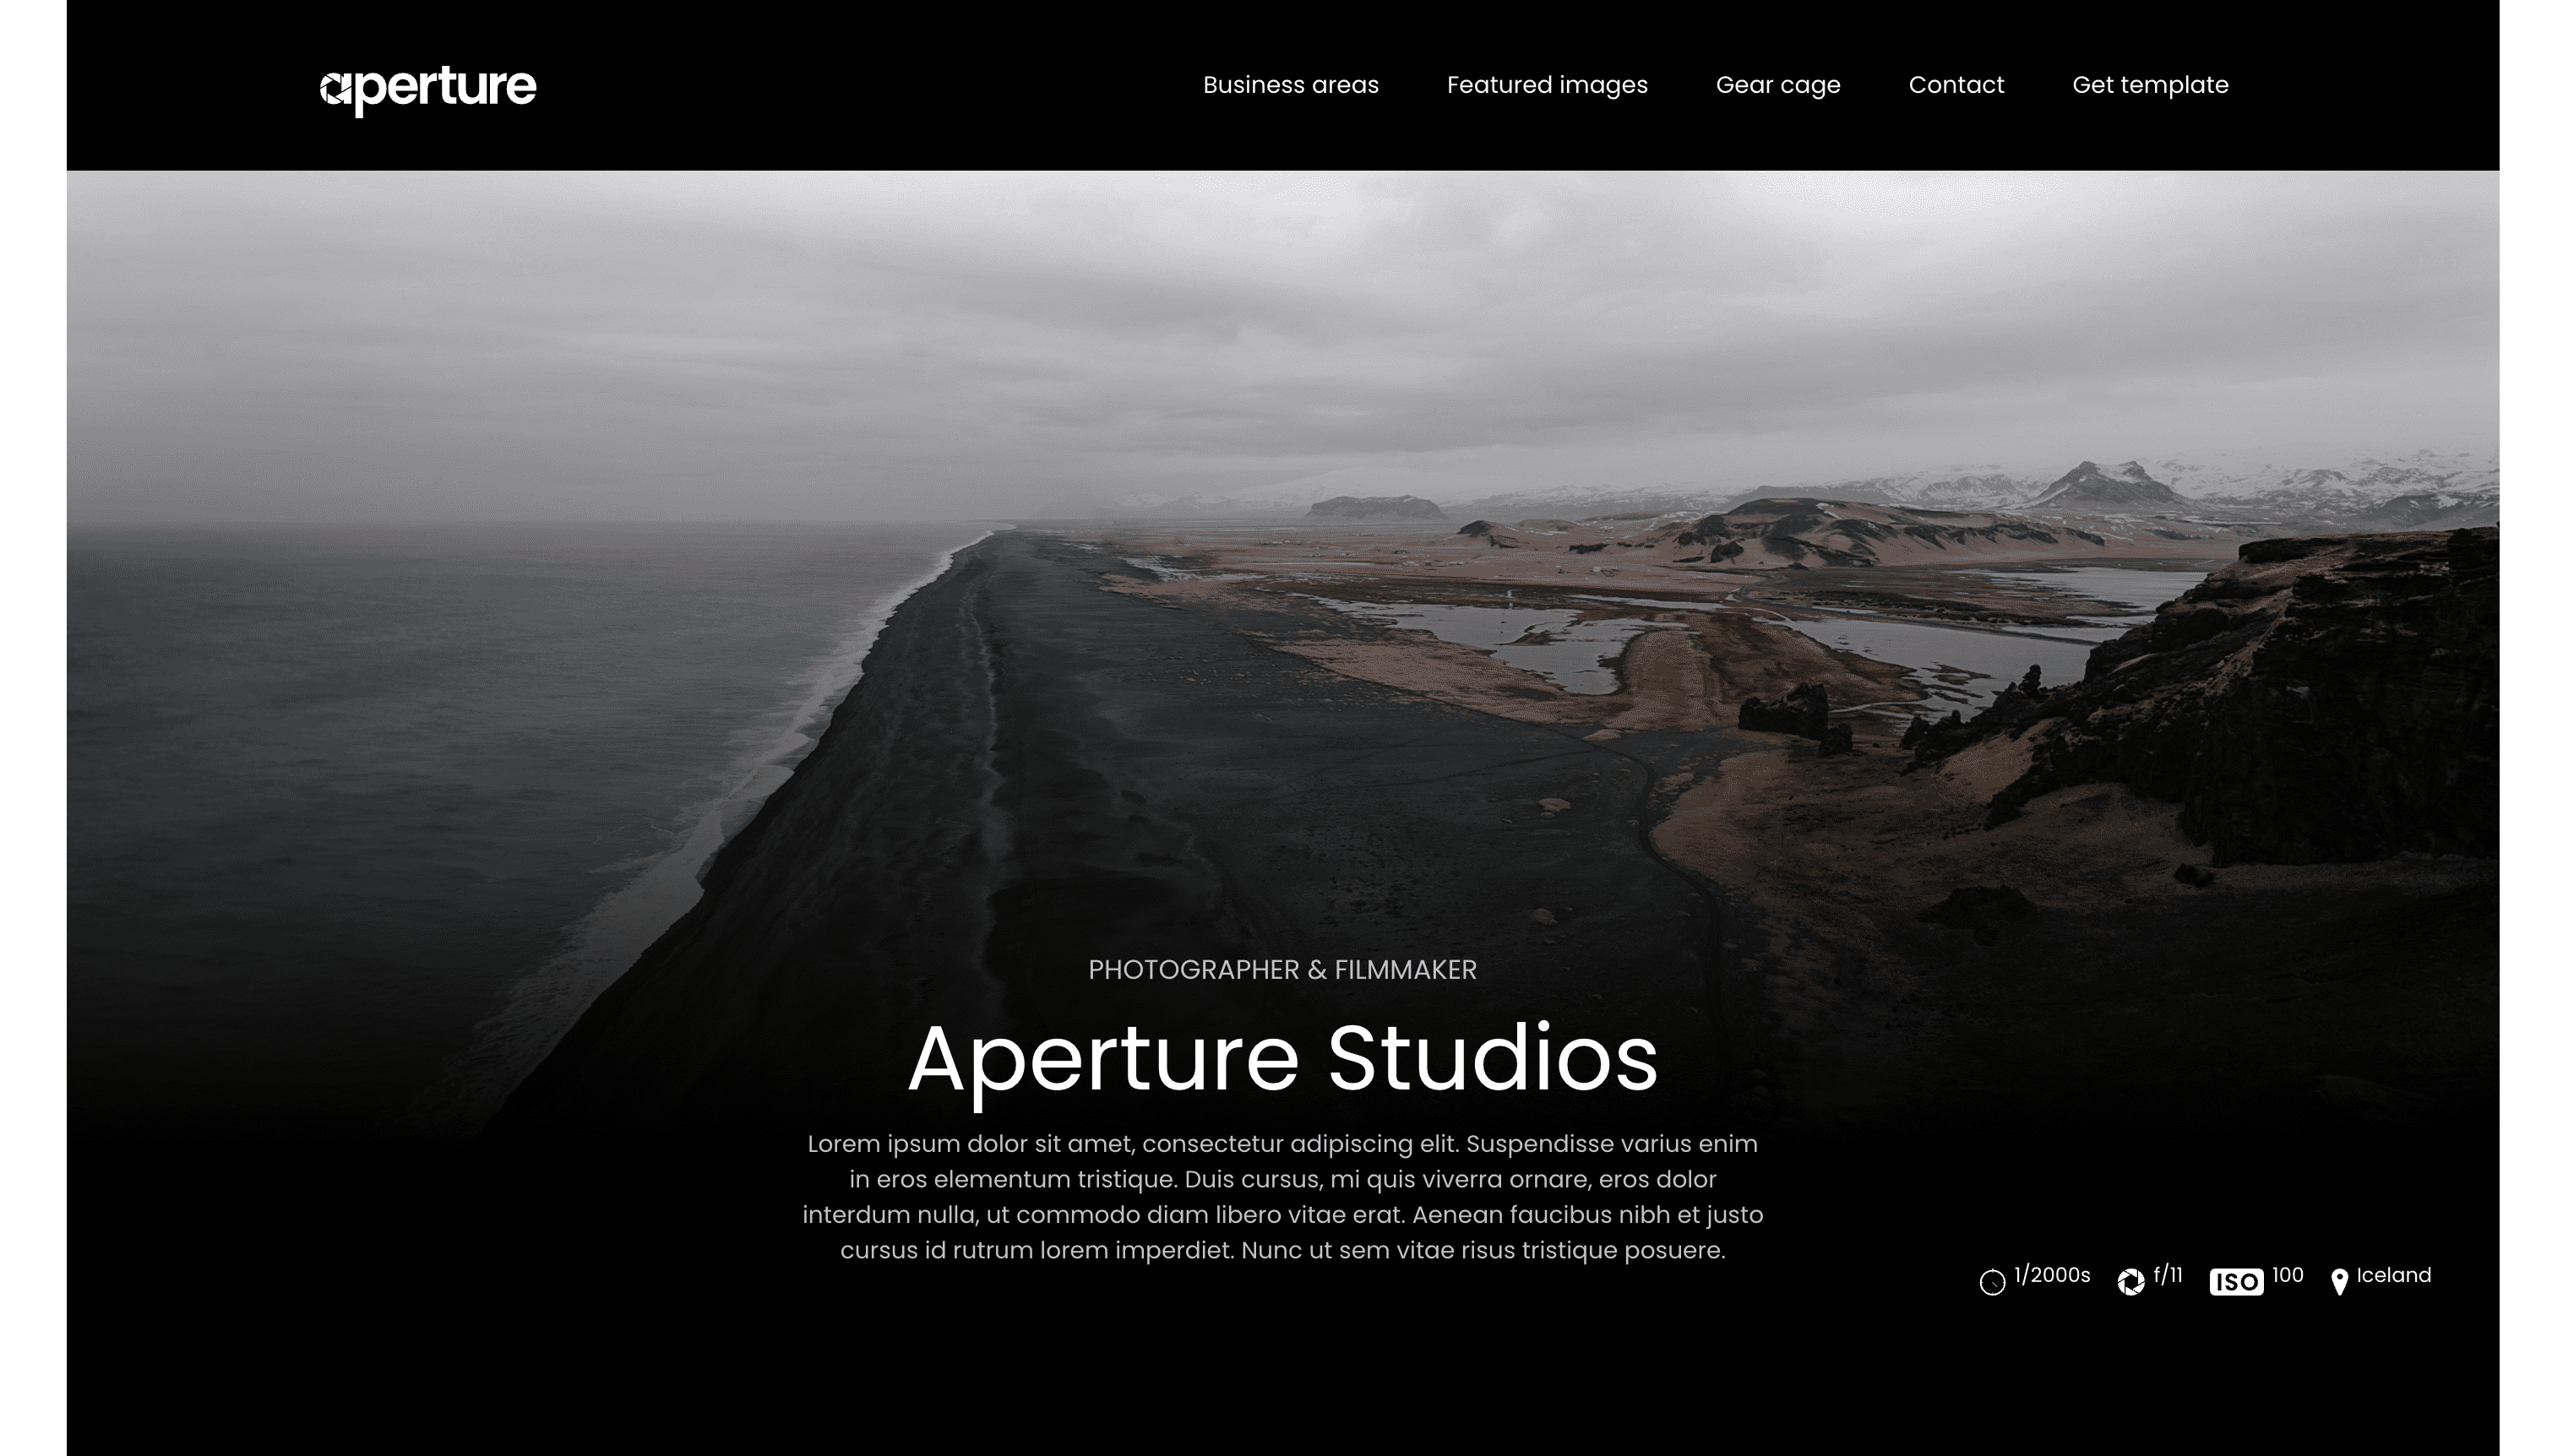 aperture
Business areas
Featured images
Gear cage
Contact
Get template
PHOTOGRAPHER & FILMMAKER
Aperture Studios
Lorem ipsum dolor sit amet, consectetur adipiscing elit. Suspendisse varius enim
in eros elementum tristique. Duis cursus, mi quis viverra ornare, eros dolor
interdum nulla, ut commodo diam libero vitae erat. Aenean faucibus nibh et justo
cursus id rutrum lorem imperdiet. Nunc ut sem vitae risus tristique posuere.
1/2000s f/11 ISO 100 Iceland